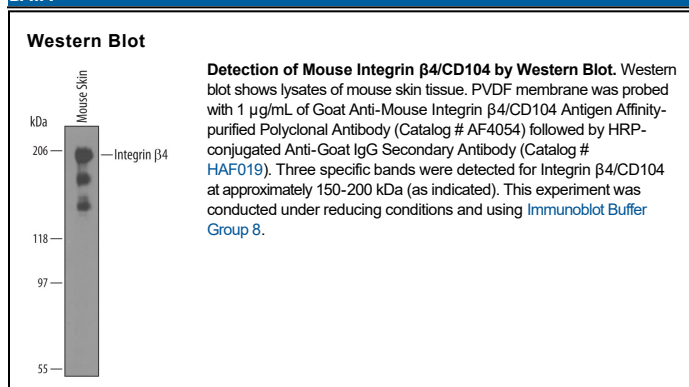 Western Blot
Mouse Skin
kDa
206
Integrin β4
118
97
55
Detection of Mouse Integrin β4/CD104 by Western Blot. Western
blot shows lysates of mouse skin tissue. PVDF membrane was probed
with 1 µg/mL of Goat Anti-Mouse Integrin β4/CD104 Antigen Affinity-
purified Polyclonal Antibody (Catalog # AF4054) followed by HRP-
conjugated Anti-Goat IgG Secondary Antibody (Catalog #
HAF019). Three specific bands were detected for Integrin β4/CD104
at approximately 150-200 kDa (as indicated). This experiment was
conducted under reducing conditions and using Immunoblot Buffer
Group 8.